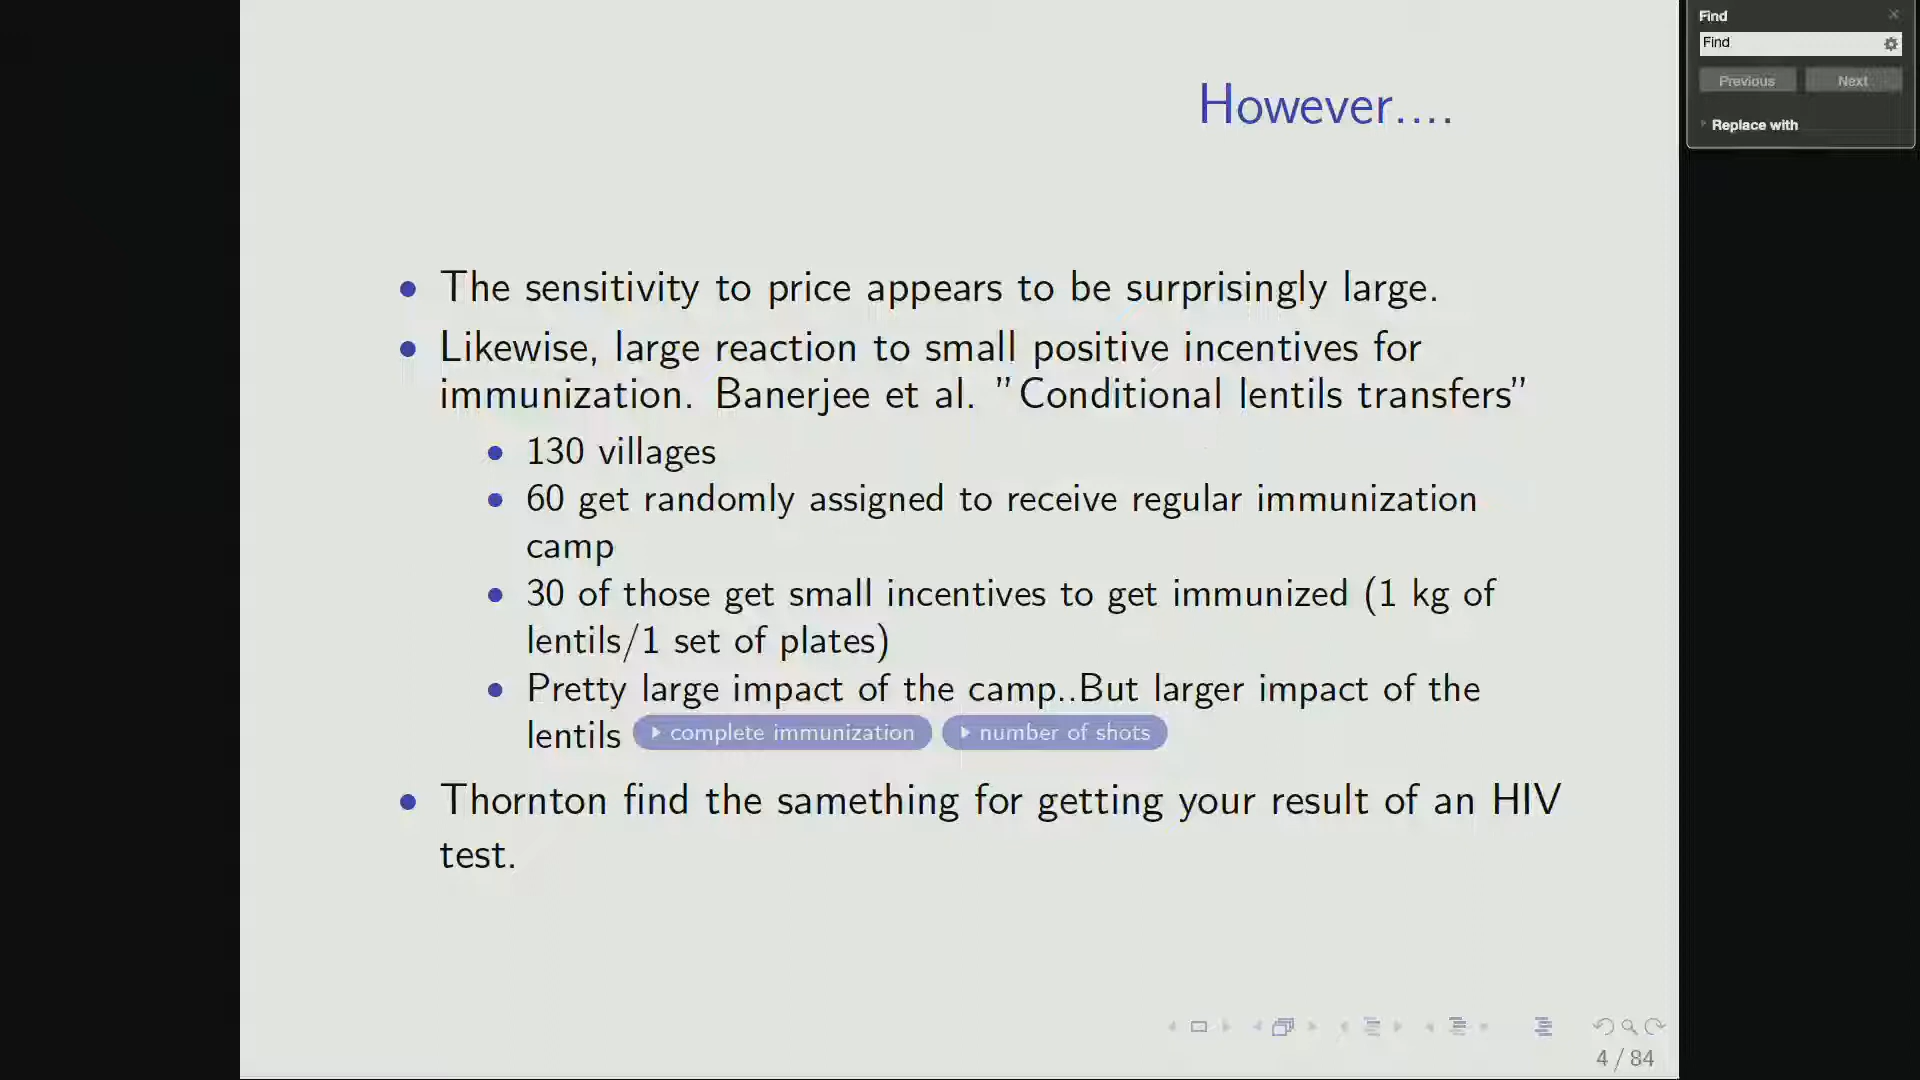 However....
The sensitivity to price appears to be surprisingly large.
Likewise, large reaction to small positive incentives for
immunization. Banerjee et al. ”Conditional lentils transfers”
130 villages
60 get randomly assigned to receive regular immunization
camp
30 of those get small incentives to get immunized (1 kg of
lentils/1 set of plates)
Pretty large impact of the camp..But larger impact of the
lentils complete immunization number of shots
Thornton find the samething for getting your result of an HIV
test.
4 / 84
Find
Find
Previous Next
Replace with